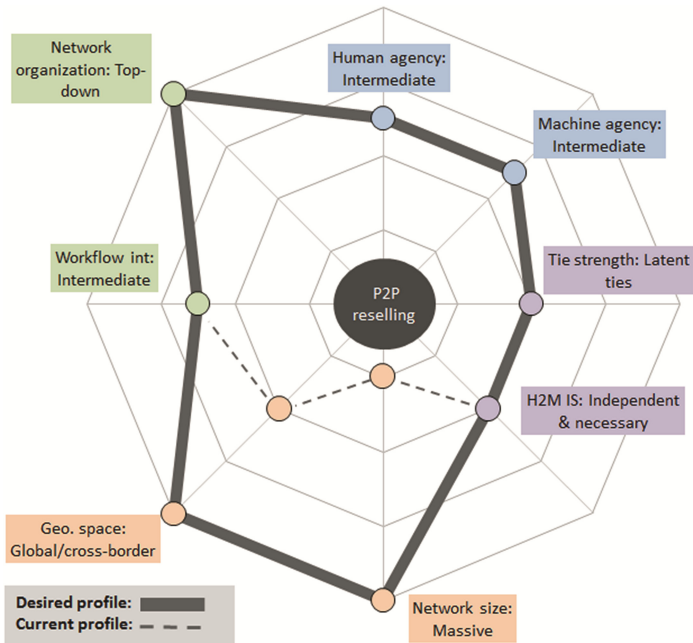 Network
organization: Top-
down
Human agency:
Intermediate
Machine agency:
Intermediate
Workflow int:
Intermediate
Tie strength: Latent
ties
P2P
reselling
H2M IS: Independent
& necessary
Geo. space:
Global/cross-border
Network size:
Massive
Desired profile:
Current profile: